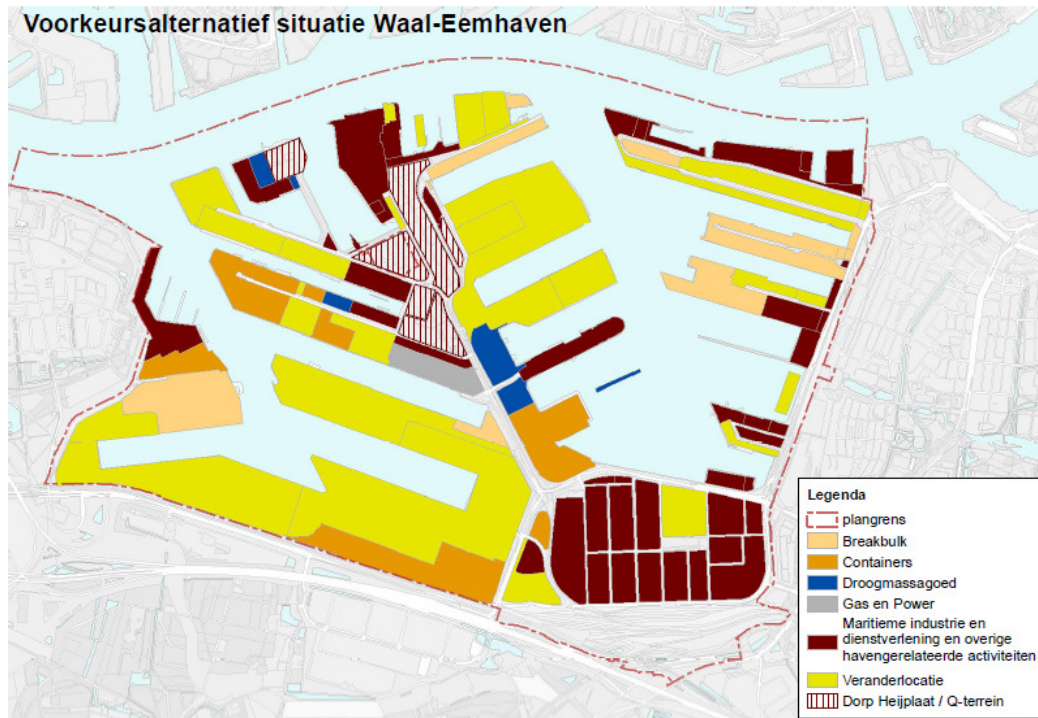 Voorkeursalternatief situatie Waal-Eemhaven
Legenda
plangrens
Breakbulk
Containers
Droogmassagoed
Gas en Power
Maritieme industrie en
dienstverlening en overige
havengerelateerde activiteiten
Veranderlocatie
Dorp Heijplaat / Q-terrein